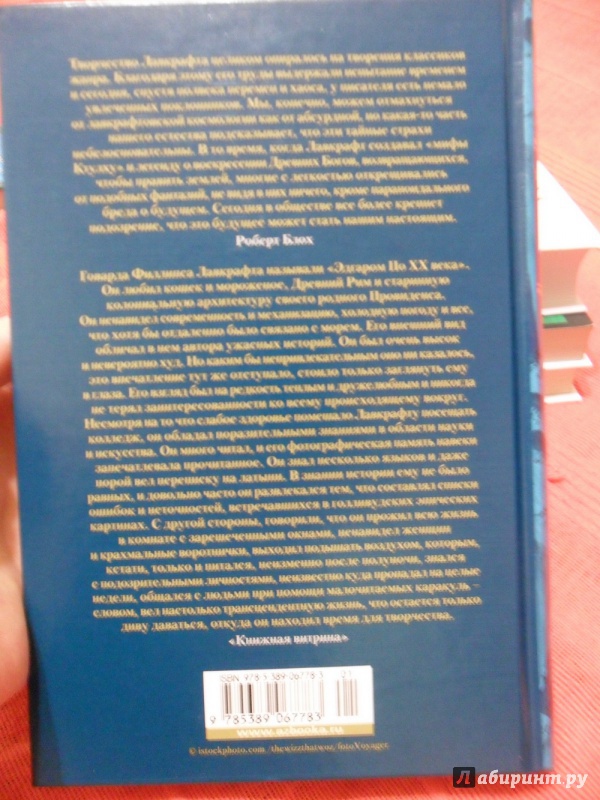 Творчество Лавкрафта целиком опиралось на творения классиков
жанра. Благодаря этому его труды выдержали испытание временем
и сегодня, спустя полвека перемен и хаоса, у писателя есть немало
увлеченных поклонников. Мы, конечно, можем отмахнуться
от лавкрафтовской космологии как от абсурдной, но какая-то часть
нашего естества подсказывает, что эти тайные страхи
небезосновательны. В то время, когда Лавкрафт создавал «мифы
Ктулху» и легенду о воскресении Древних Богов, возвращающихся,
чтобы править землей, многие с легкостью открещивались
от подобных фантазий, не видя в них ничего, кроме параноидального
бреда о будущем. Сегодня в обществе все более крепнет
подозрение, что это будущее может стать нашим настоящим.
Роберт Блох
Говарда Филлипса Лавкрафта называли «Эдгаром По XX века».
Он любил кошек и мороженое, Древний Рим и старинную
колониальную архитектуру своего родного Провиденса.
Он ненавидел современность и механизацию, холодную погоду и все,
что хотя бы отдаленно было связано с морем. Его внешний вид
обличал в нем автора ужасных историй. Он был очень высок
и невероятно худ. Но каким бы непривлекательным оно ни казалось,
это впечатление тут же отступало, стоило только заглянуть ему
в глаза. Его взгляд был на редкость теплым и дружелюбным и никогда
не терял заинтересованности ко всему происходящему вокруг.
Несмотря на то что слабое здоровье помешало Лавкрафту посещать
колледж, он обладал поразительными знаниями в области науки
и искусства. Он много читал, и его фотографическая память навеки
запечатлевала прочитанное. Он знал несколько языков и даже
порой вел переписку на латыни. В знании истории ему не было
равных, и довольно часто он развлекался тем, что составлял списки
ошибок и неточностей, встречавшихся в голливудских эпических
картинах. С другой стороны, говорили, что он прожил всю жизнь
в комнате с зарешеченными окнами, ненавидел женщин
и крахмальные воротнички, выходил подышать воздухом, которым,
кстати, только и питался, неизменно после полуночи, знался
с подозрительными личностями, неизвестно куда пропадал на целые
недели, общался с людьми при помощи малочитаемых каракуль –
словом, вел настолько трансцендентную жизнь, что остается только
диву даваться, откуда он находил время для творчества.
«Книжная витрина»
ISBN 978-5-389-06778-3
9 785389 067783
www.azbooka.ru
© istockphoto.com /thewizzthatwoz/fotoVoyager
Лабиринт.ру